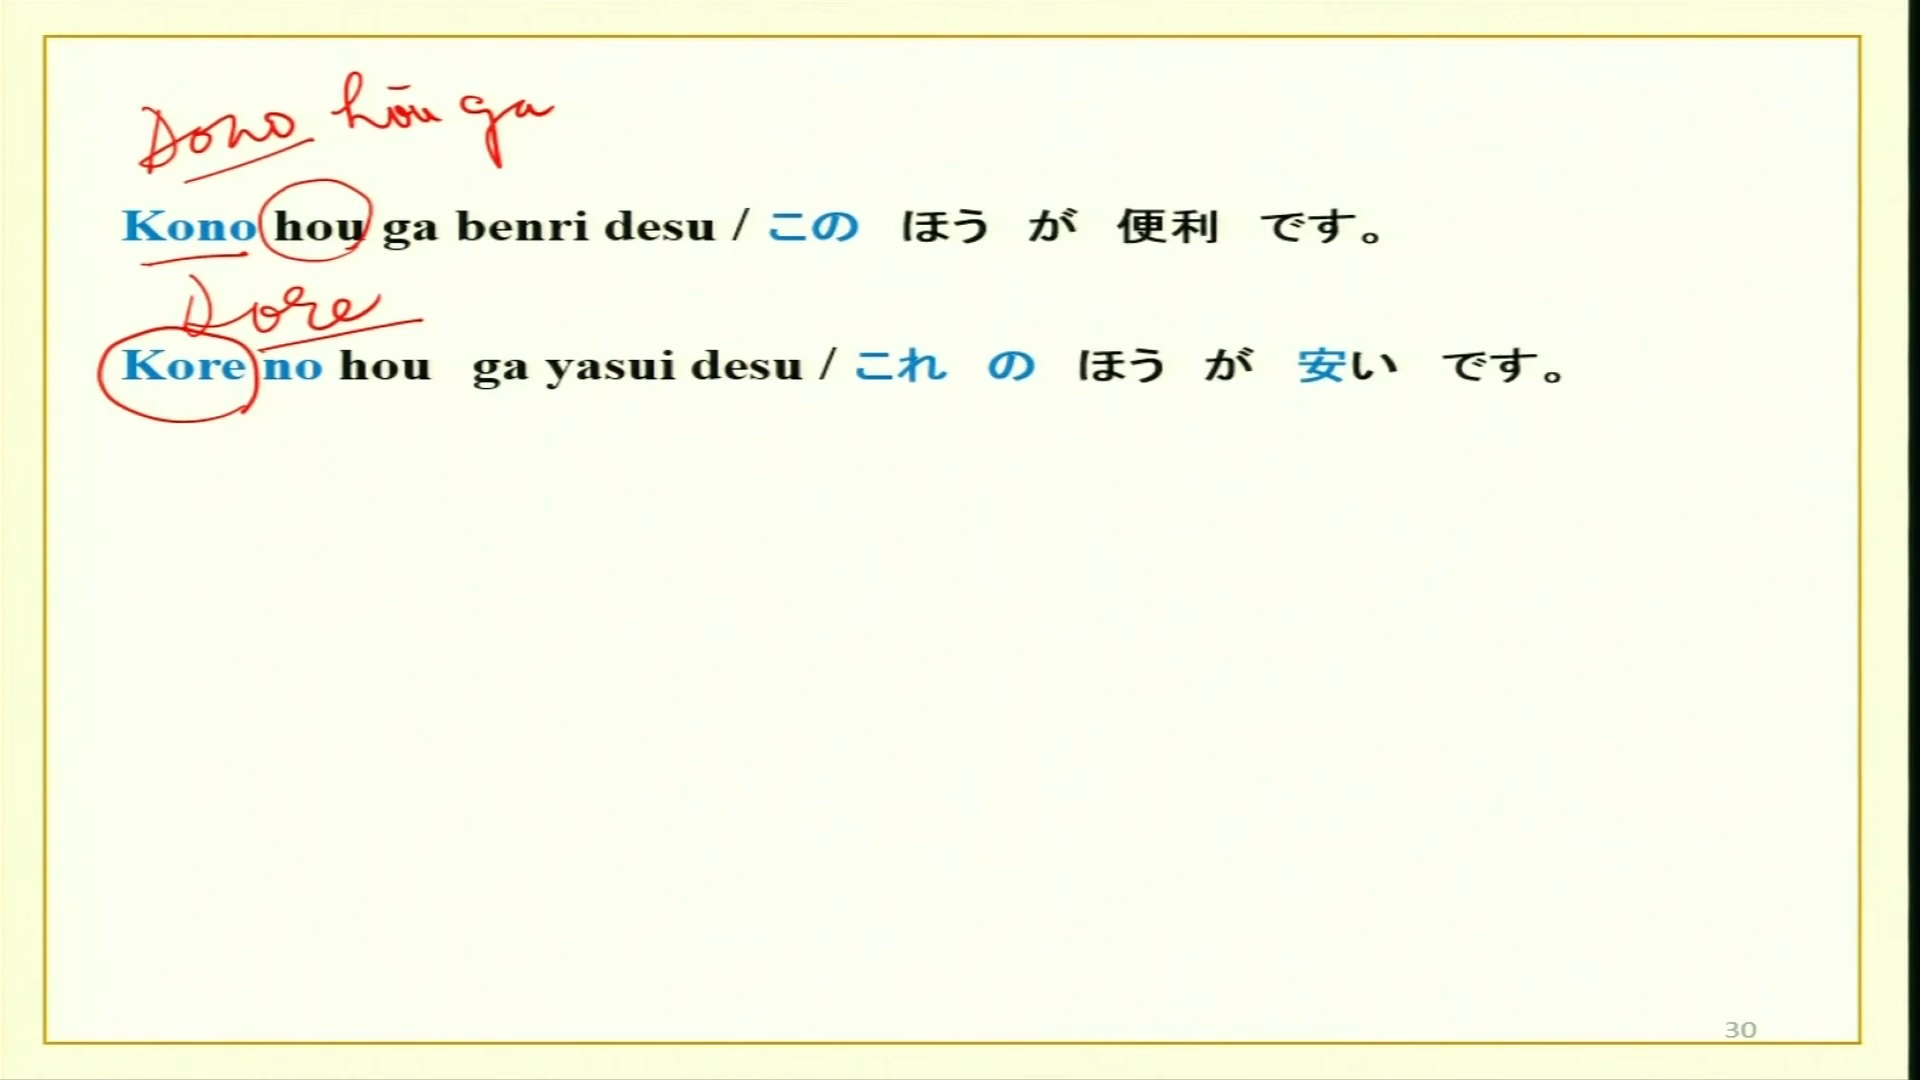 Dono hōu ga
Kono hou ga benri desu / この ほう が 便利 です。
Dore
Kore no hou ga yasui desu / これ の ほう が 安い です。
30